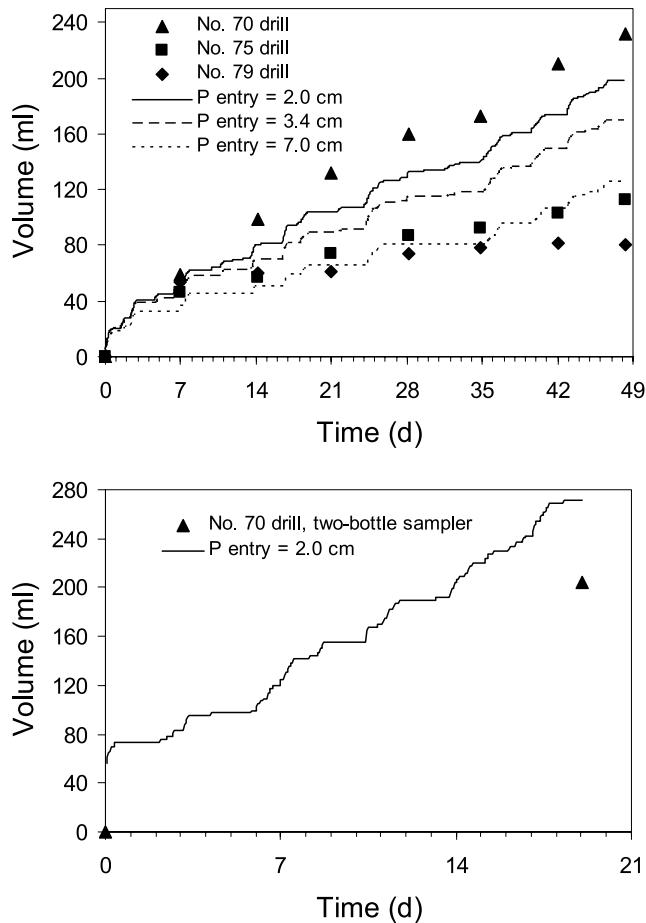 280
240
200
160
120
80
40
0
Volume (ml)
No. 70 drill
No. 75 drill
No. 79 drill
P entry = 2.0 cm
P entry = 3.4 cm
P entry = 7.0 cm
0 7 14 21 28 35 42 49
Time (d)
280
240
200
160
120
80
40
0
Volume (ml)
No. 70 drill, two-bottle sampler
P entry = 2.0 cm
0 7 14 21
Time (d)